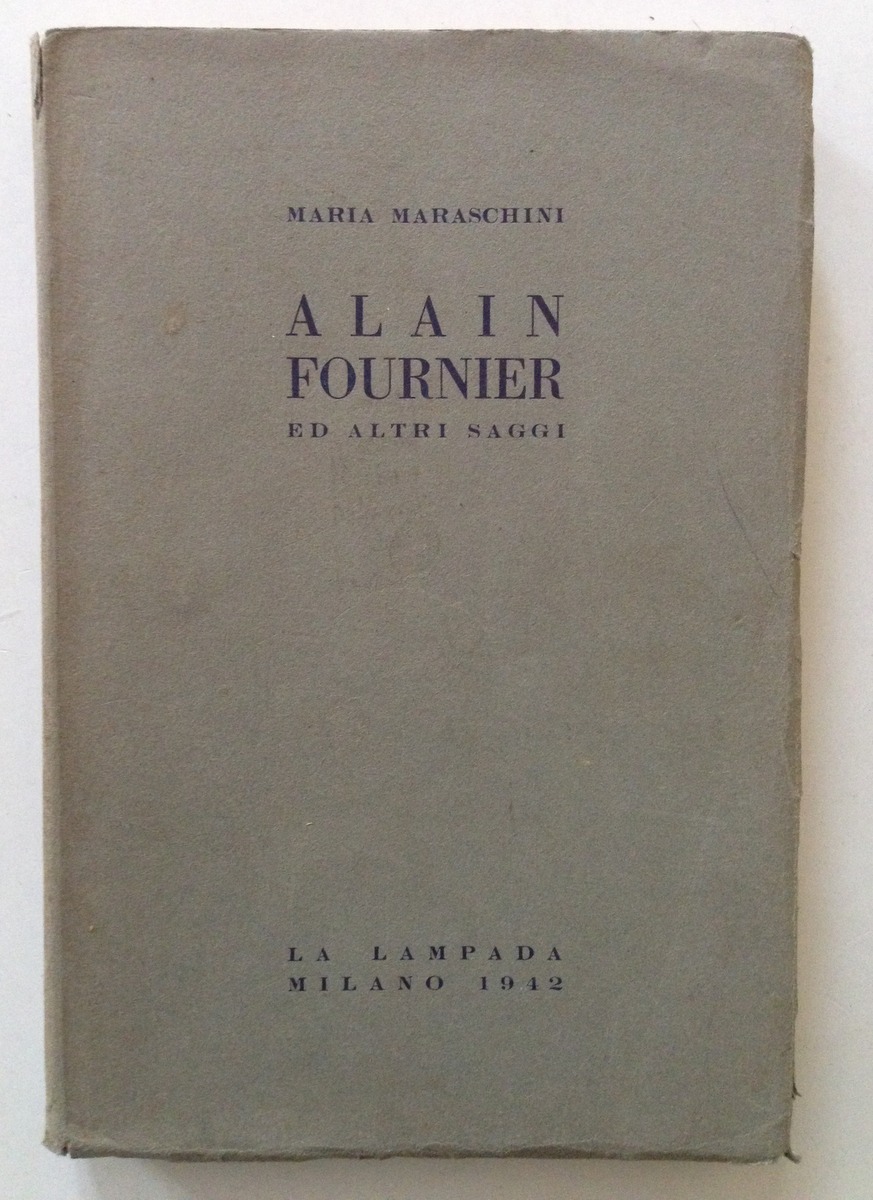 MARIA MARASCHINI
ALAIN
FOURNIER
ED ALTRI SAGGI
LA LAMPADA
MILANO 1942